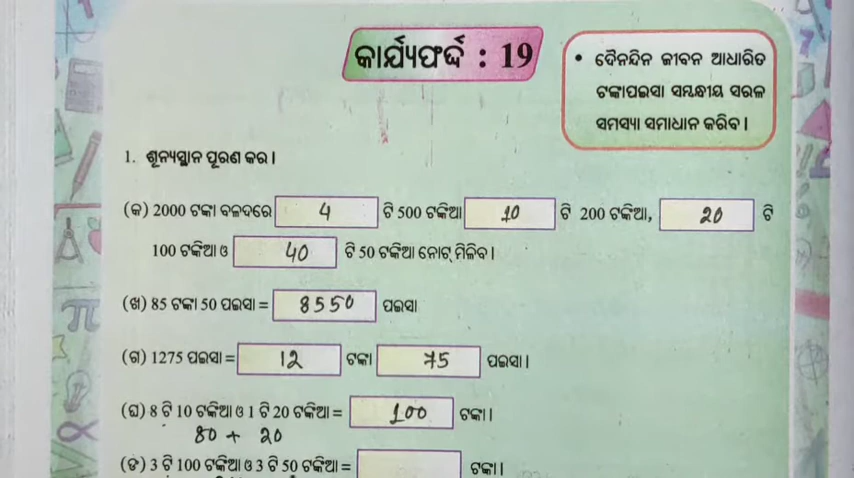 କାର୍ଯ୍ୟଫର୍ଦ୍ଦ : 19
• ଦୈନନ୍ଦିନ ଜୀବନ ଆଧାରିତ
ଟଙ୍କାପଇସା ସମ୍ବନ୍ଧୀୟ ସରଳ
ସମସ୍ୟା ସମାଧାନ କରିବ।
1. ଶୂନ୍ୟସ୍ଥାନ ପୂରଣ କର।
(କ) 2000 ଟଙ୍କା ବଦଳରେ 4 ଟି 500 ଟଙ୍କିଆ 10 ଟି 200 ଟଙ୍କିଆ, 20 ଟି
100 ଟଙ୍କିଆ ଓ 40 ଟି 50 ଟଙ୍କିଆ ନୋଟ୍ ମିଳିବ।
(ଖ) 85 ଟଙ୍କା 50 ପଇସା = 8550 ପଇସା
(ଗ) 1275 ପଇସା = 12 ଟଙ୍କା 75 ପଇସା।
(ଘ) 8 ଟି 10 ଟଙ୍କିଆ ଓ 1 ଟି 20 ଟଙ୍କିଆ = 100 ଟଙ୍କା।
80 + 20
(ଙ) 3 ଟି 100 ଟଙ୍କିଆ ଓ 3 ଟି 50 ଟଙ୍କିଆ = ଟଙ୍କା।